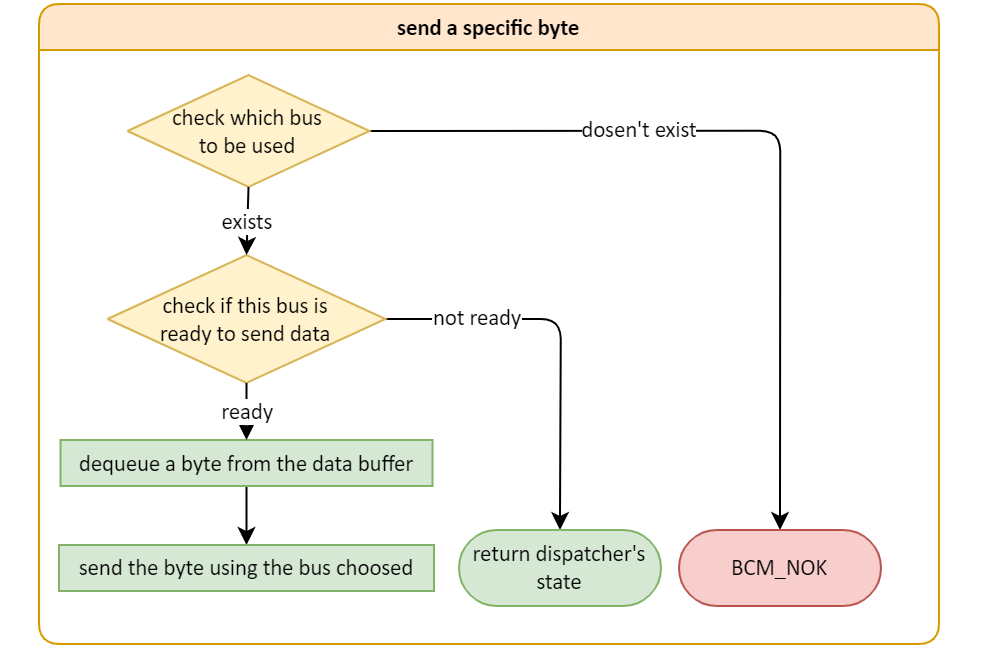 send a specific byte
check which bus
to be used
dosen't exist
exists
check if this bus is
ready to send data
not ready
ready
dequeue a byte from the data buffer
send the byte using the bus choosed
return dispatcher's
state
BCM_NOK